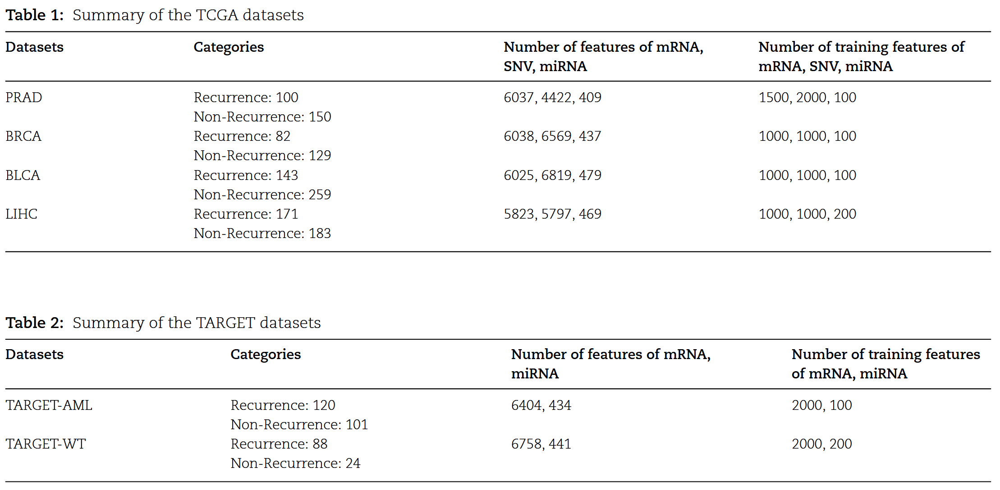 Table 1: Summary of the TCGA datasets
Datasets Categories Number of features of mRNA, Number of training features of
SNV, miRNA mRNA, SNV, miRNA
PRAD Recurrence: 100 6037, 4422, 409 1500, 2000, 100
Non-Recurrence: 150
BRCA Recurrence: 82 6038, 6569, 437 1000, 1000, 100
Non-Recurrence: 129
BLCA Recurrence: 143 6025, 6819, 479 1000, 1000, 100
Non-Recurrence: 259
LIHC Recurrence: 171 5823, 5797, 469 1000, 1000, 200
Non-Recurrence: 183
Table 2: Summary of the TARGET datasets
Datasets Categories Number of features of mRNA, Number of training features
miRNA of mRNA, miRNA
TARGET-AML Recurrence: 120 6404, 434 2000, 100
Non-Recurrence: 101
TARGET-WT Recurrence: 88 6758, 441 2000, 200
Non-Recurrence: 24